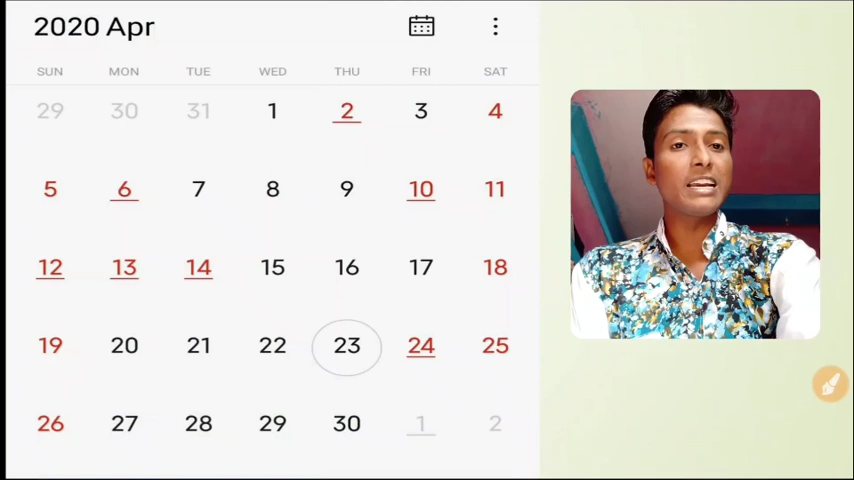 2020 Apr
SUN MON TUE WED THU FRI SAT
29 30 31 1 2 3 4
5 6 7 8 9 10 11
12 13 14 15 16 17 18
19 20 21 22 23 24 25
26 27 28 29 30 1 2